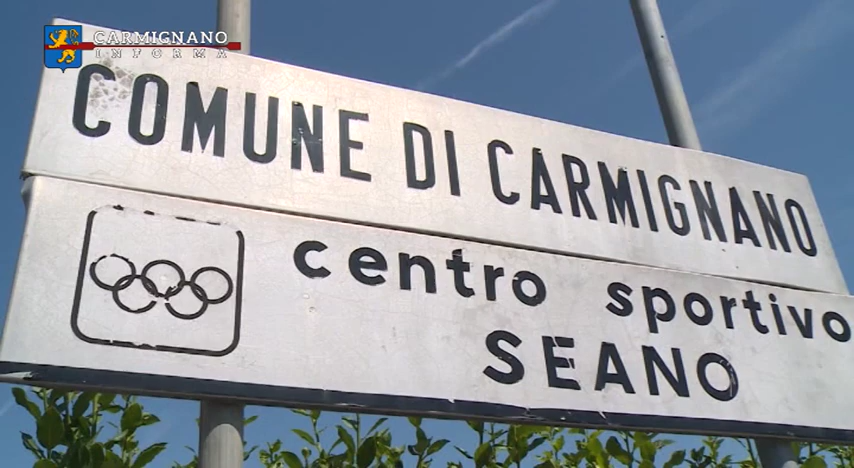 CARMIGNANO
INFORMA
COMUNE DI CARMIGNANO
centro sportivo
SEANO